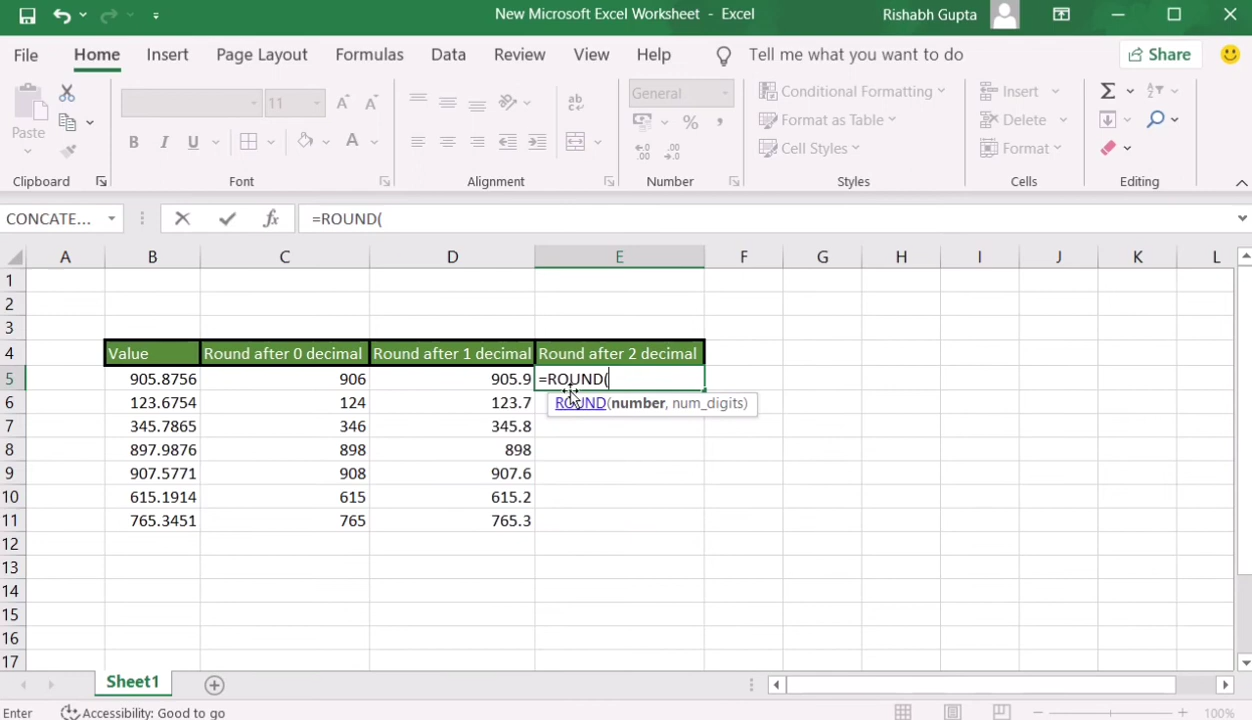 New Microsoft Excel Worksheet - Excel
Rishabh Gupta
File Home Insert Page Layout Formulas Data Review View Help Tell me what you want to do Share
Paste
11
B I U A
ab
General
% ,
Conditional Formatting
Format as Table
Cell Styles
Insert
Delete
Format
Clipboard Font Alignment Number Styles Cells Editing
CONCATE... fx =ROUND(
A B C D E F G H I J K L
1
2
3
4 Value Round after 0 decimal Round after 1 decimal Round after 2 decimal
5 905.8756 906 905.9 =ROUND(
6 123.6754 124 123.7 ROUND(number, num_digits)
7 345.7865 346 345.8
8 897.9876 898 898
9 907.5771 908 907.6
10 615.1914 615 615.2
11 765.3451 765 765.3
12
13
14
15
16
17
Sheet1
Enter Accessibility: Good to go 100%